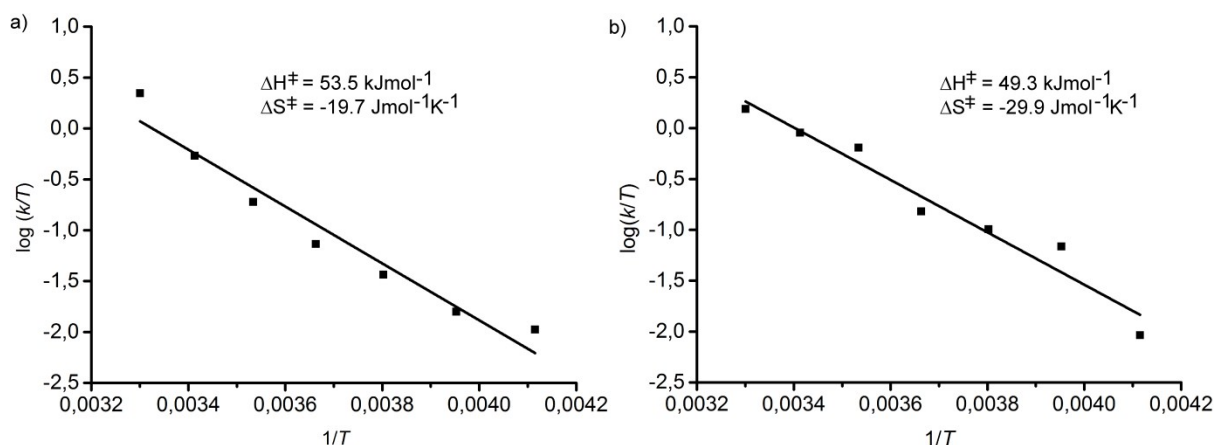 a)
1,0
0,5
0,0
-0,5
-1,0
-1,5
-2,0
-2,5
log (k/T)
ΔH‡ = 53.5 kJmol⁻¹
ΔS‡ = -19.7 Jmol⁻¹K⁻¹
0,0032 0,0034 0,0036 0,0038 0,0040 0,0042
1/T
b)
1,0
0,5
0,0
-0,5
-1,0
-1,5
-2,0
-2,5
log(k/T)
ΔH‡ = 49.3 kJmol⁻¹
ΔS‡ = -29.9 Jmol⁻¹K⁻¹
0,0032 0,0034 0,0036 0,0038 0,0040 0,0042
1/T